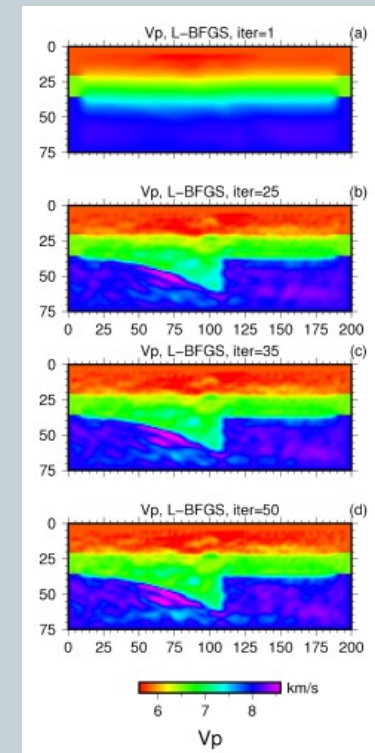 Vp, L-BFGS, iter=1 (a)
0
25
50
75
Vp, L-BFGS, iter=25 (b)
0
25
50
75
0 25 50 75 100 125 150 175 200
Vp, L-BFGS, iter=35 (c)
0
25
50
75
Vp, L-BFGS, iter=50 (d)
0
25
50
75
0 25 50 75 100 125 150 175 200
km/s
6 7 8
Vp